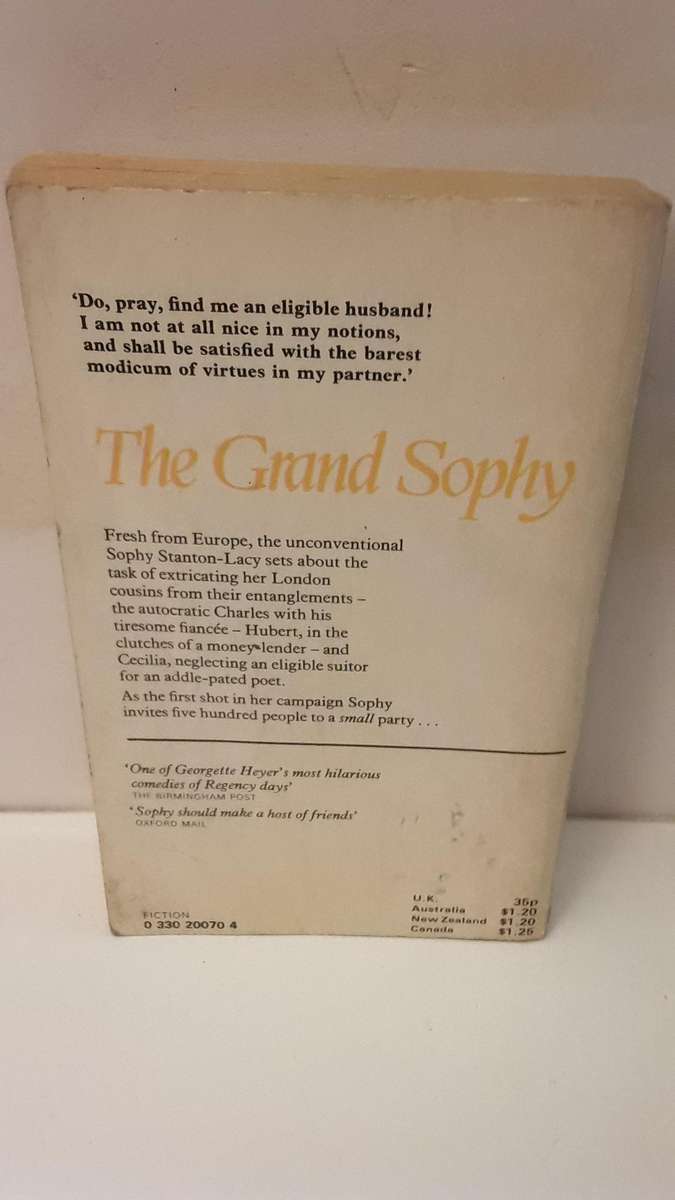 ‘Do, pray, find me an eligible husband!
I am not at all nice in my notions,
and shall be satisfied with the barest
modicum of virtues in my partner.’
The Grand Sophy
Fresh from Europe, the unconventional
Sophy Stanton-Lacy sets about the
task of extricating her London
cousins from their entanglements –
the autocratic Charles with his
tiresome fiancée – Hubert, in the
clutches of a money-lender – and
Cecilia, neglecting an eligible suitor
for an addle-pated poet.
As the first shot in her campaign Sophy
invites five hundred people to a small party . . .
‘One of Georgette Heyer's most hilarious
comedies of Regency days’
THE BIRMINGHAM POST
‘Sophy should make a host of friends’
OXFORD MAIL
FICTION
0 330 20070 4
U.K. 35p
Australia $1.20
New Zealand $1.20
Canada $1.25